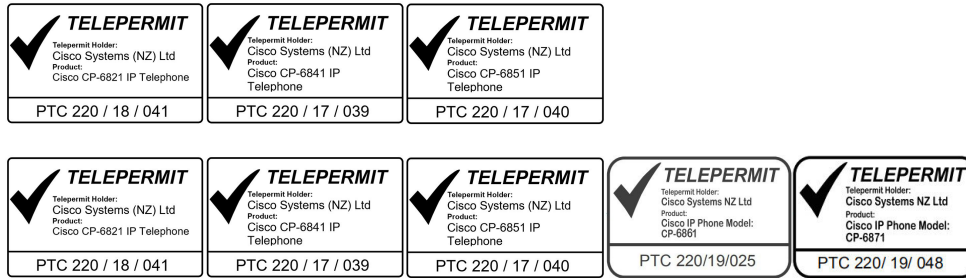 TELEPERMIT
Telepermit Holder:
Cisco Systems (NZ) Ltd
Product:
Cisco CP-6821 IP Telephone
PTC 220 / 18 / 041
TELEPERMIT
Telepermit Holder:
Cisco Systems (NZ) Ltd
Product:
Cisco CP-6841 IP
Telephone
PTC 220 / 17 / 039
TELEPERMIT
Telepermit Holder:
Cisco Systems (NZ) Ltd
Product:
Cisco CP-6851 IP
Telephone
PTC 220 / 17 / 040
TELEPERMIT
Telepermit Holder:
Cisco Systems (NZ) Ltd
Product:
Cisco CP-6821 IP Telephone
PTC 220 / 18 / 041
TELEPERMIT
Telepermit Holder:
Cisco Systems (NZ) Ltd
Product:
Cisco CP-6841 IP
Telephone
PTC 220 / 17 / 039
TELEPERMIT
Telepermit Holder:
Cisco Systems (NZ) Ltd
Product:
Cisco CP-6851 IP
Telephone
PTC 220 / 17 / 040
TELEPERMIT
Telepermit Holder:
Cisco Systems NZ Ltd
Product:
Cisco IP Phone Model:
CP-6861
PTC 220/19/025
TELEPERMIT
Telepermit Holder:
Cisco Systems NZ Ltd
Product:
Cisco IP Phone Model:
CP-6871
PTC 220/ 19/ 048